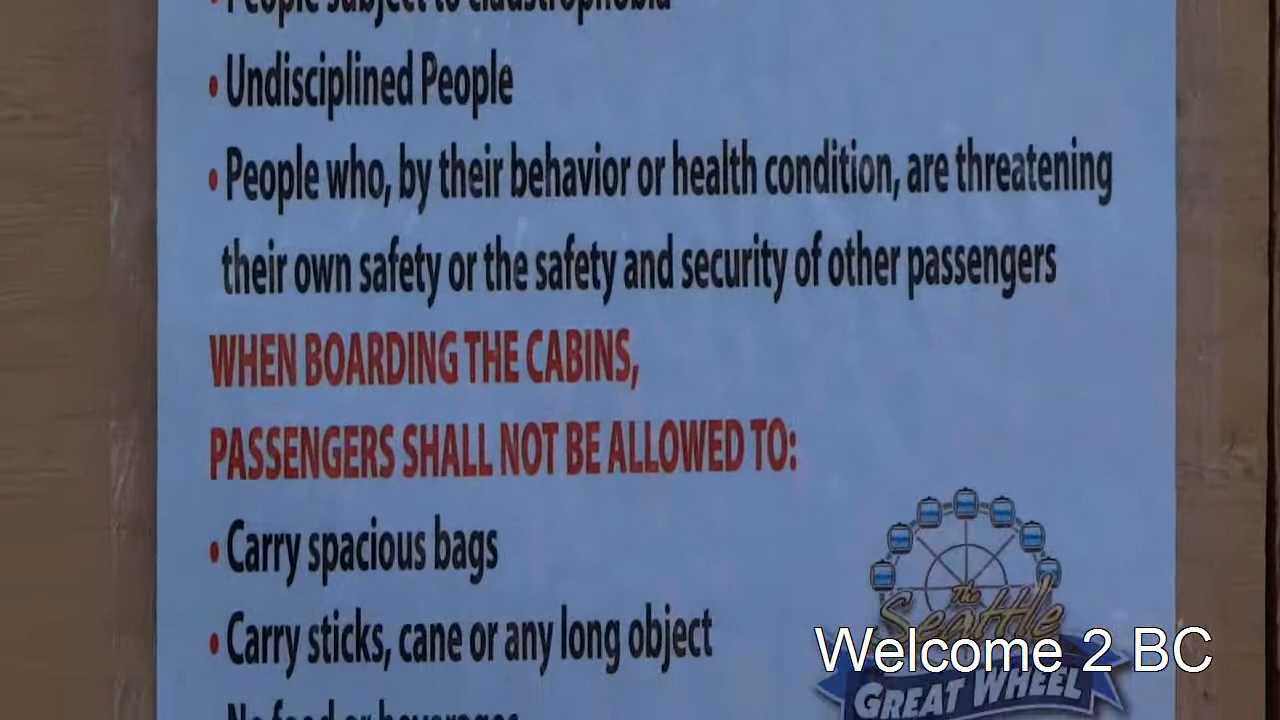 • People subject to claustrophobia
• Undisciplined People
• People who, by their behavior or health condition, are threatening
their own safety or the safety and security of other passengers
WHEN BOARDING THE CABINS,
PASSENGERS SHALL NOT BE ALLOWED TO:
• Carry spacious bags
• Carry sticks, cane or any long object
No food or beverages
The
Seattle
Welcome 2 BC
GREAT WHEEL